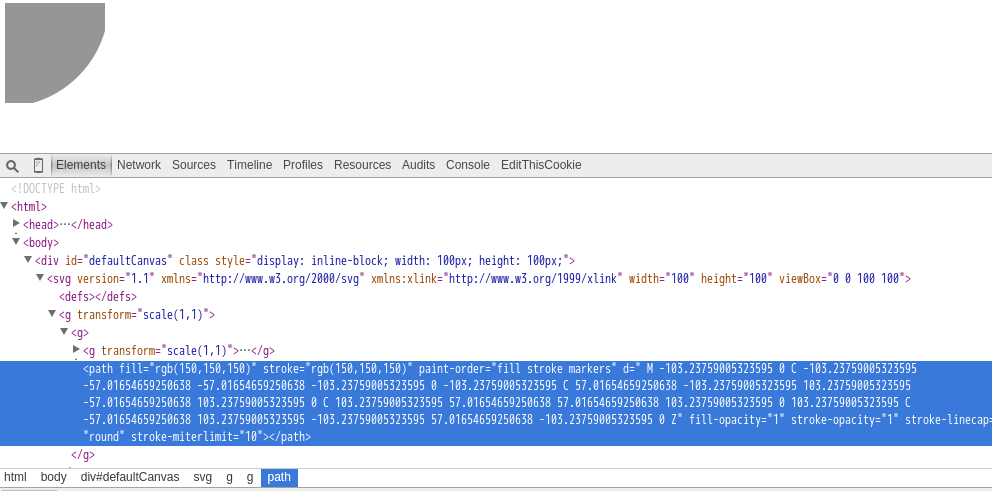 Elements Network Sources Timeline Profiles Resources Audits Console EditThisCookie
<!DOCTYPE html>
<html>
<head>…</head>
<body>
<div id="defaultCanvas" class style="display: inline-block; width: 100px; height: 100px;">
<svg version="1.1" xmlns="http://www.w3.org/2000/svg" xmlns:xlink="http://www.w3.org/1999/xlink" width="100" height="100" viewBox="0 0 100 100">
<defs></defs>
<g transform="scale(1,1)">
<g>
<g transform="scale(1,1)">…</g>
<path fill="rgb(150,150,150)" stroke="rgb(150,150,150)" paint-order="fill stroke markers" d=" M -103.23759005323595 0 C -103.23759005323595
-57.01654659250638 -57.01654659250638 -103.23759005323595 0 -103.23759005323595 C 57.01654659250638 -103.23759005323595 103.23759005323595
-57.01654659250638 103.23759005323595 0 C 103.23759005323595 57.01654659250638 57.01654659250638 103.23759005323595 0 103.23759005323595 C
-57.01654659250638 103.23759005323595 -103.23759005323595 57.01654659250638 -103.23759005323595 0 Z" fill-opacity="1" stroke-opacity="1" stroke-linecap=
"round" stroke-miterlimit="10"></path>
</g>
html body div#defaultCanvas svg g g path